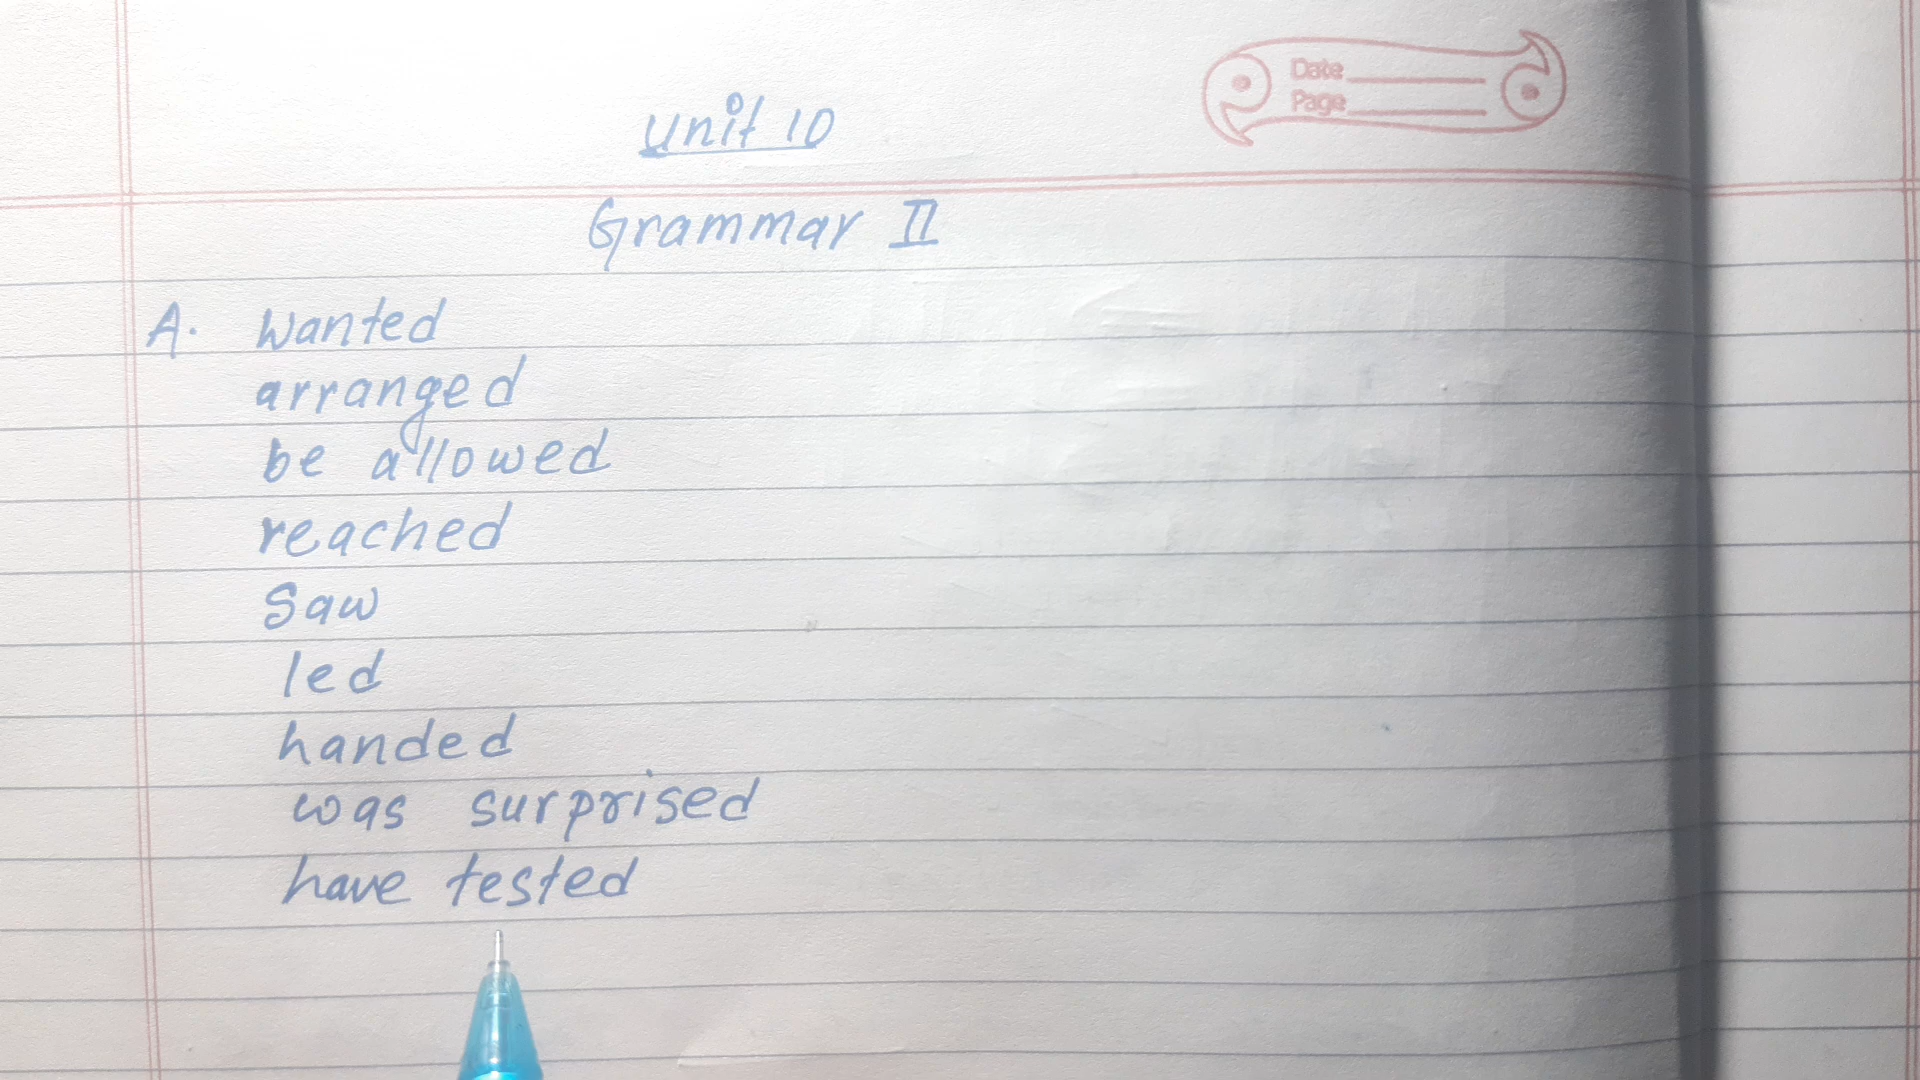 Date
Page
Unit 10
Grammar II
A. Wanted
arranged
be allowed
reached
Saw
led
handed
was surprised
have tested